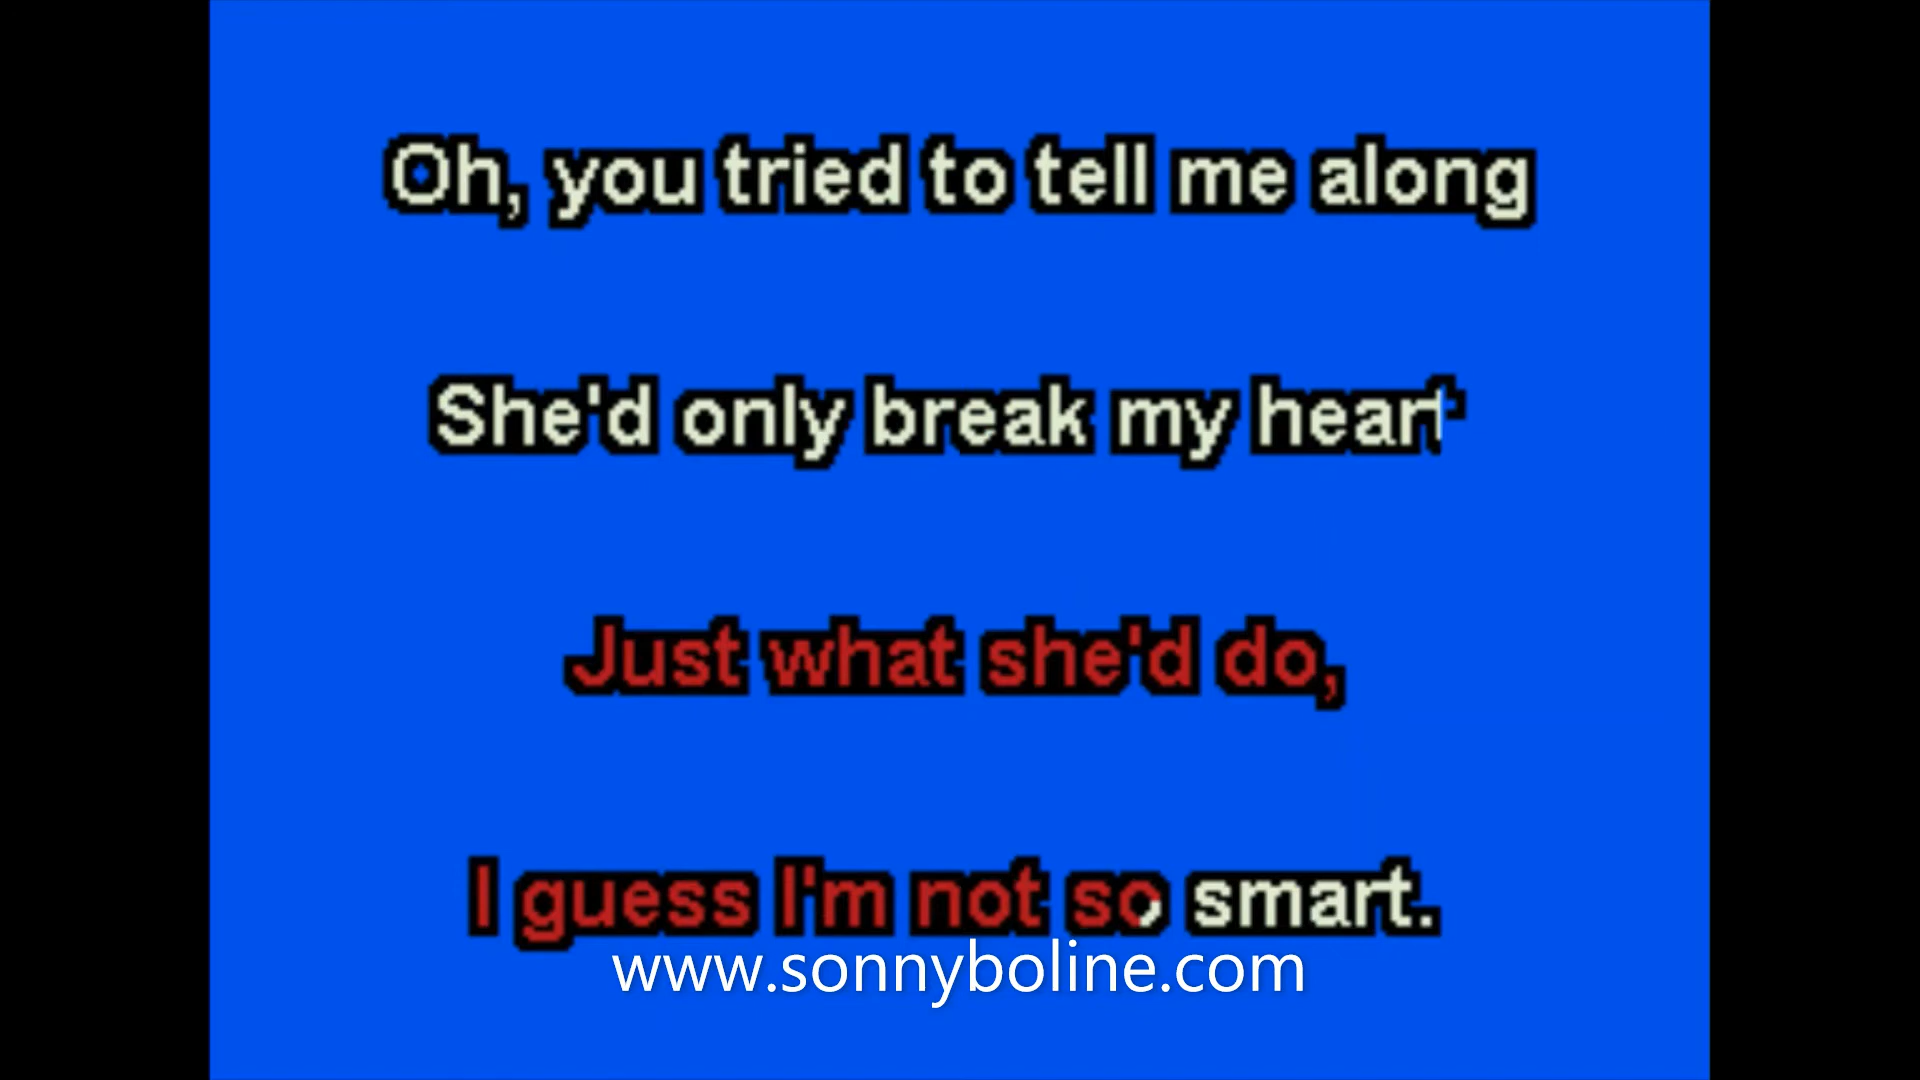 Oh, you tried to tell me along
She'd only break my heart
Just what she'd do,
I guess I'm not so smart.
www.sonnyboline.com